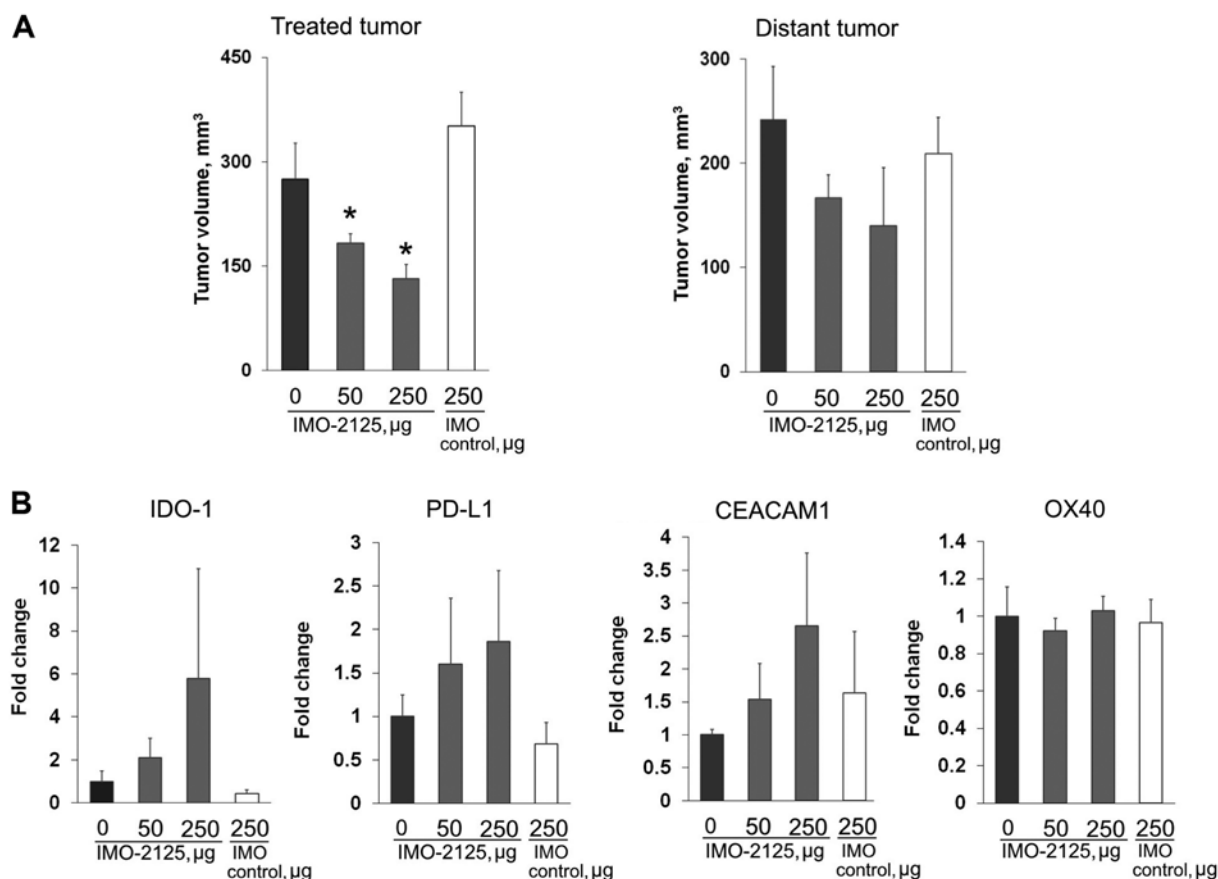 A
Treated tumor
Distant tumor
Tumor volume, mm³
450
300
150
0
0 50 250 250
IMO-2125, µg IMO
control, µg
Tumor volume, mm³
300
200
100
0
0 50 250 250
IMO-2125, µg IMO
control, µg
B
IDO-1
PD-L1
CEACAM1
OX40
Fold change
12
10
8
6
4
2
0
0 50 250 250
IMO-2125, µg IMO
control, µg
Fold change
3
2.5
2
1.5
1
0.5
0
0 50 250 250
IMO-2125, µg IMO
control, µg
Fold change
4
3.5
3
2.5
2
1.5
1
0.5
0
0 50 250 250
IMO-2125, µg IMO
control, µg
Fold change
1.4
1.2
1
0.8
0.6
0.4
0.2
0
0 50 250 250
IMO-2125, µg IMO
control, µg